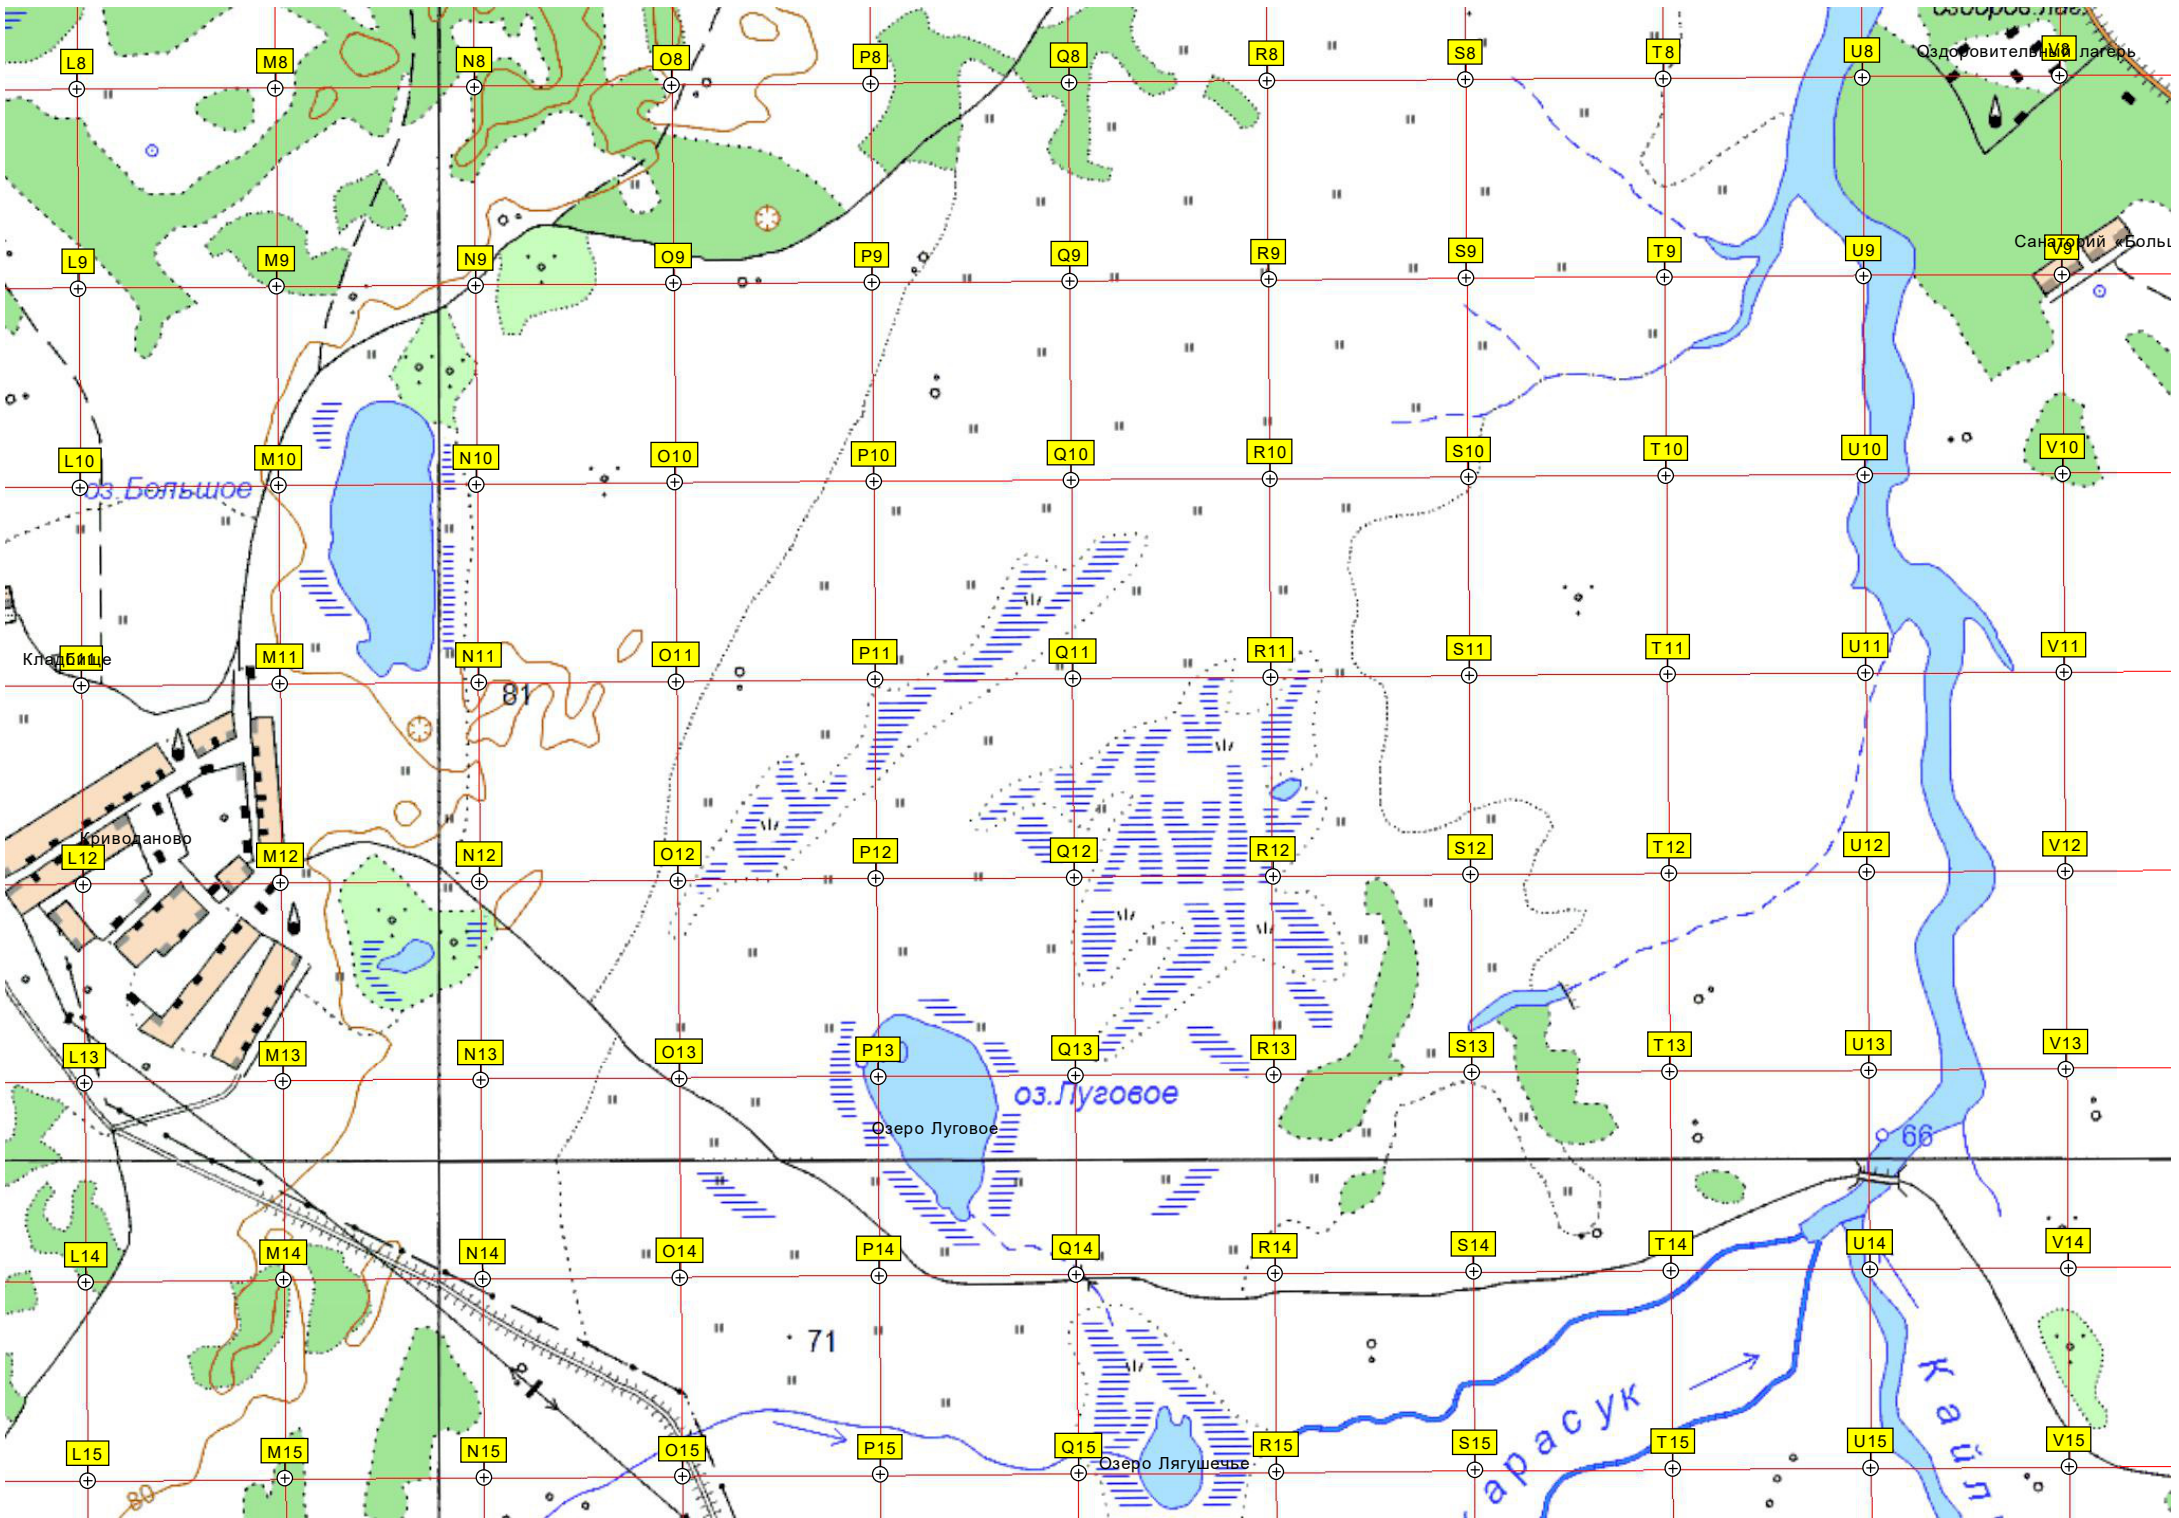 оздоров.лаг.
L8 M8 N8 O8 P8 Q8 R8 S8 T8 U8 V8
Оздоровительный лагерь
L9 M9 N9 O9 P9 Q9 R9 S9 T9 U9 V9
Санаторий «Больш
L10 M10 N10 O10 P10 Q10 R10 S10 T10 U10 V10
оз.Большое
L11 M11 N11 O11 P11 Q11 R11 S11 T11 U11 V11
Кладбище
81
Криводаново
L12 M12 N12 O12 P12 Q12 R12 S12 T12 U12 V12
L13 M13 N13 O13 P13 Q13 R13 S13 T13 U13 V13
оз.Луговое
Озеро Луговое
66
L14 M14 N14 O14 P14 Q14 R14 S14 T14 U14 V14
71
арасук
Кайл
L15 M15 N15 O15 P15 Q15 R15 S15 T15 U15 V15
Озеро Лягушечье
80